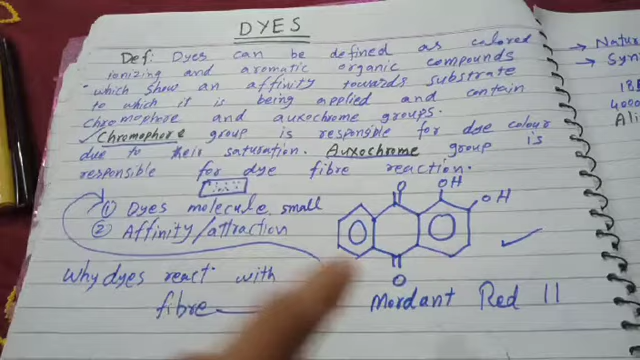 DYES
Def: Dyes can be defined as colored
ionizing and aromatic organic compounds
which show an affinity towards substrate
to which it is being applied and contain
chromophore and auxochrome groups.
Chromophore group is responsible for dye colour
due to their saturation. Auxochrome group is
responsible for dye fibre reaction.
① Dyes molecule small
② Affinity/attraction
Why dyes react with
fibre
O
OH
OH
O
Mordant Red 11
→ Natur
→ Syn
185
4000
Ali